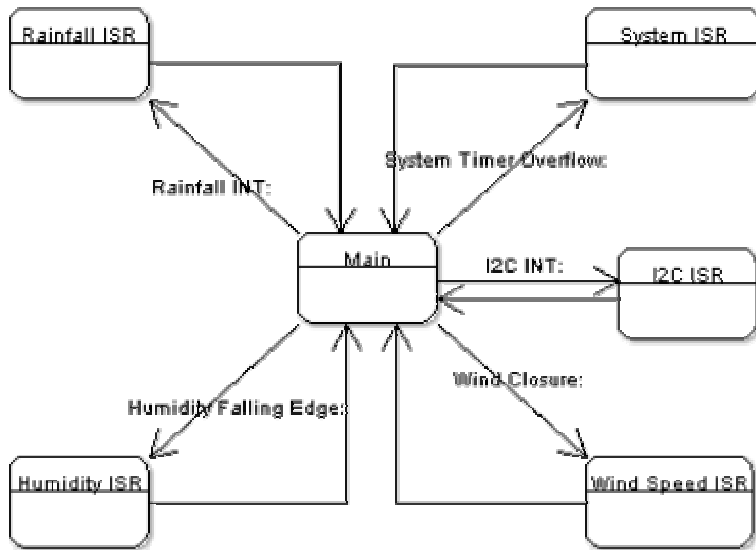 Rainfall ISR
System ISR
System Timer Overflow:
Rainfall INT:
Main
I2C INT:
I2C ISR
Wind Closure:
Humidity Falling Edge:
Humidity ISR
Wind Speed ISR